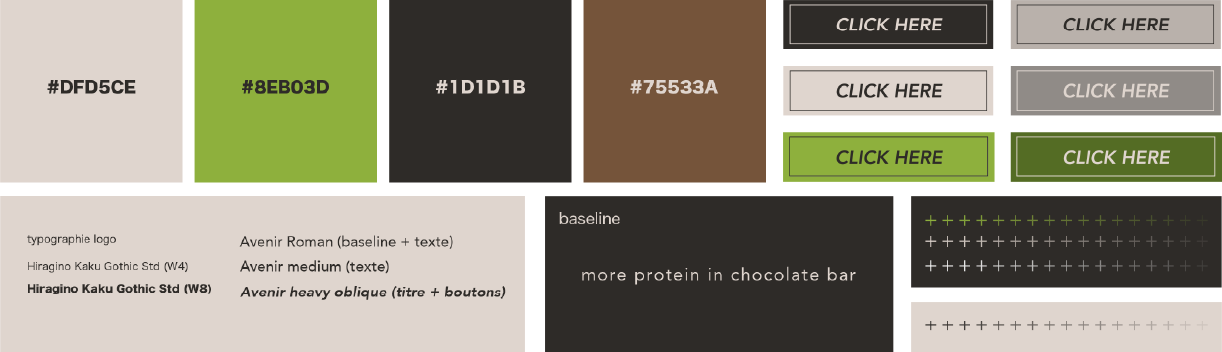 #DFD5CE
#8EB03D
#1D1D1B
#75533A
CLICK HERE
CLICK HERE
CLICK HERE
CLICK HERE
CLICK HERE
CLICK HERE
typographie logo
Hiragino Kaku Gothic Std (W4)
Hiragino Kaku Gothic Std (W8)
Avenir Roman (baseline + texte)
Avenir medium (texte)
Avenir heavy oblique (titre + boutons)
baseline
more protein in chocolate bar